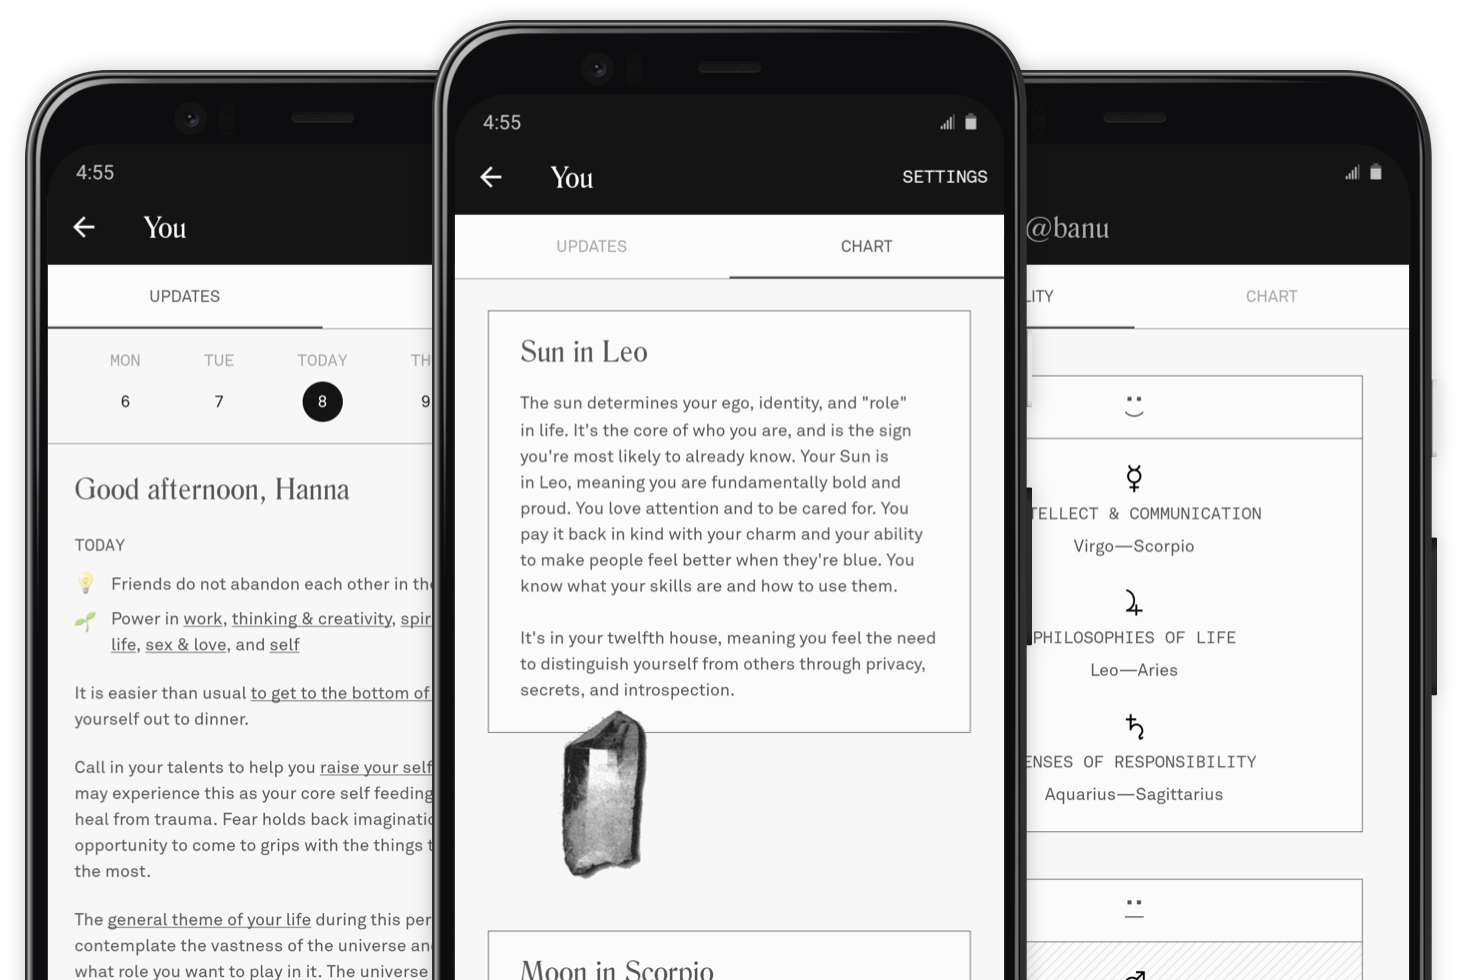 4:55
You
UPDATES
MON
TUE
TODAY
6
7
8
9
Good afternoon, Hanna
TODAY
Friends do not abandon each other in
Power in work, thinking & creativity,
life, sex & love, and self
It is easier than usual to get to the bottom of
yourself out to dinner.
Call in your talents to help you raise your self
may experience this as your core self feeding
heal from trauma. Fear holds back
opportunity to come to grips with the things
the most.
The general theme of your life during this
contemplate the vastness of the universe
what role you want to play in it. The universe
4:55
You
SETTINGS
UPDATES
CHART
Sun in Leo
The sun determines your ego, identity, and "role"
in life. It's the core of who you are, and is the sign
you're most likely to already know. Your Sun is
in Leo, meaning you are fundamentally bold and
proud. You love attention and to be cared for. You
pay it back in kind with your charm and your ability
to make people feel better when they're blue. You
know what your skills are and how to use them.
It's in your twelfth house, meaning you feel the need
to distinguish yourself from others through privacy,
secrets, and introspection.
Moon in Scorpio
@banu
CHART
& COMMUNICATION
Virgo—Scorpio
PHILOSOPHIES OF LIFE
Leo—Aries
OF RESPONSIBILITY
Aquarius—Sagittarius